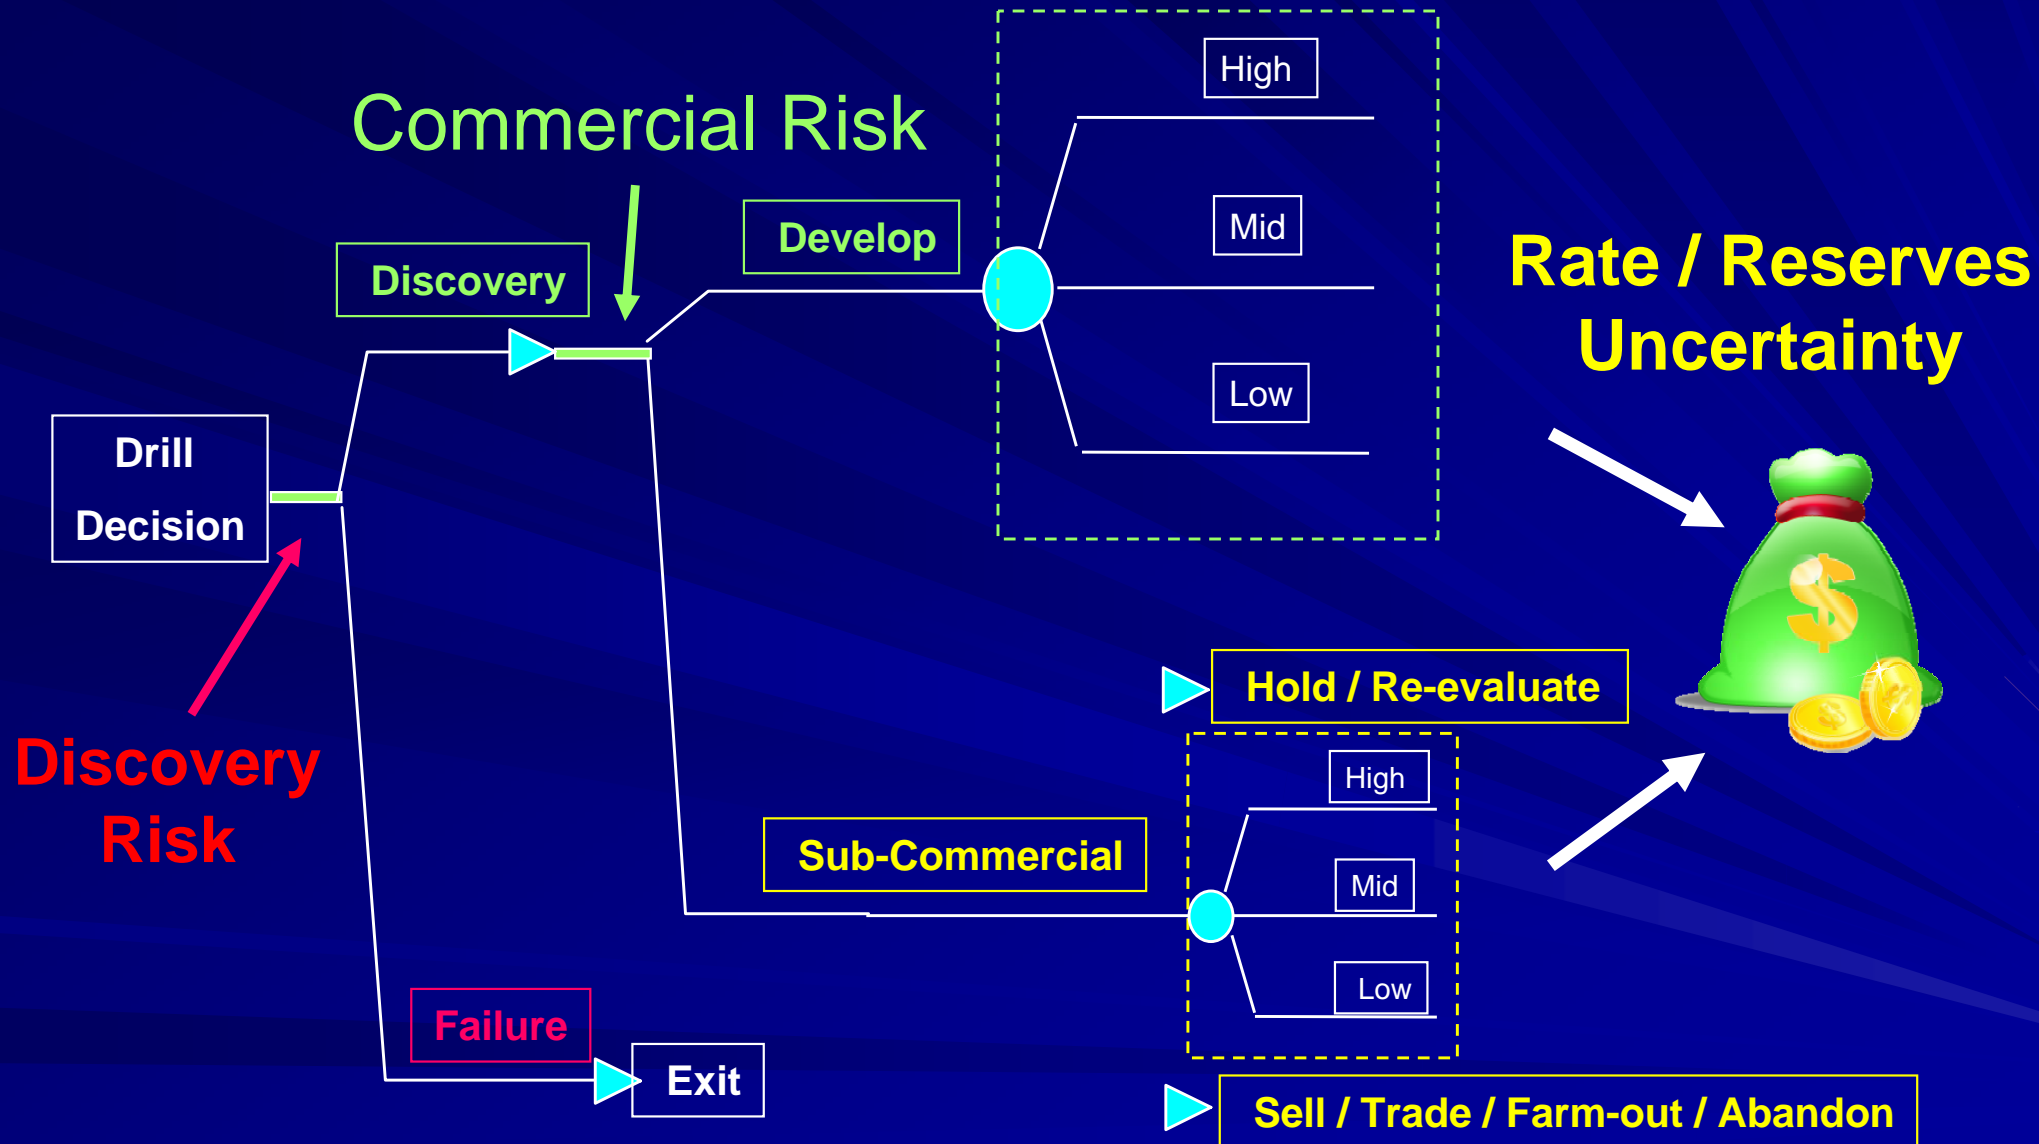 High
Commercial Risk
Mid
Develop
Rate / Reserves
Uncertainty
Discovery
Low
Drill
Decision
$
Hold / Re-evaluate
Discovery
Risk
High
Sub-Commercial
Mid
Low
Failure
Exit
Sell / Trade / Farm-out / Abandon